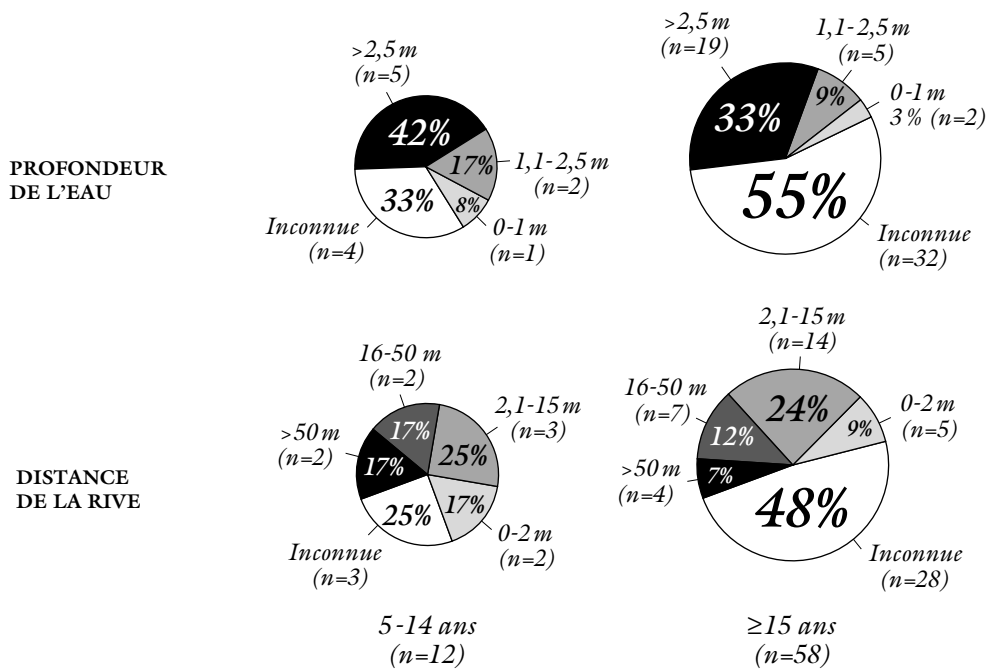 >2,5 m
(n=5)
42%
17%
1,1-2,5 m
(n=2)
8%
0-1 m
(n=1)
33%
Inconnue
(n=4)
>2,5 m
(n=19)
1,1-2,5 m
(n=5)
33%
9%
0-1 m
3 % (n=2)
55%
Inconnue
(n=32)
PROFONDEUR
DE L’EAU
16-50 m
(n=2)
2,1-15 m
(n=3)
>50 m
(n=2)
17%
25%
17%
17%
25%
0-2 m
(n=2)
Inconnue
(n=3)
2,1-15 m
(n=14)
16-50 m
(n=7)
0-2 m
(n=5)
24%
12%
9%
7%
>50 m
(n=4)
48%
Inconnue
(n=28)
DISTANCE
DE LA RIVE
5-14 ans
(n=12)
≥15 ans
(n=58)